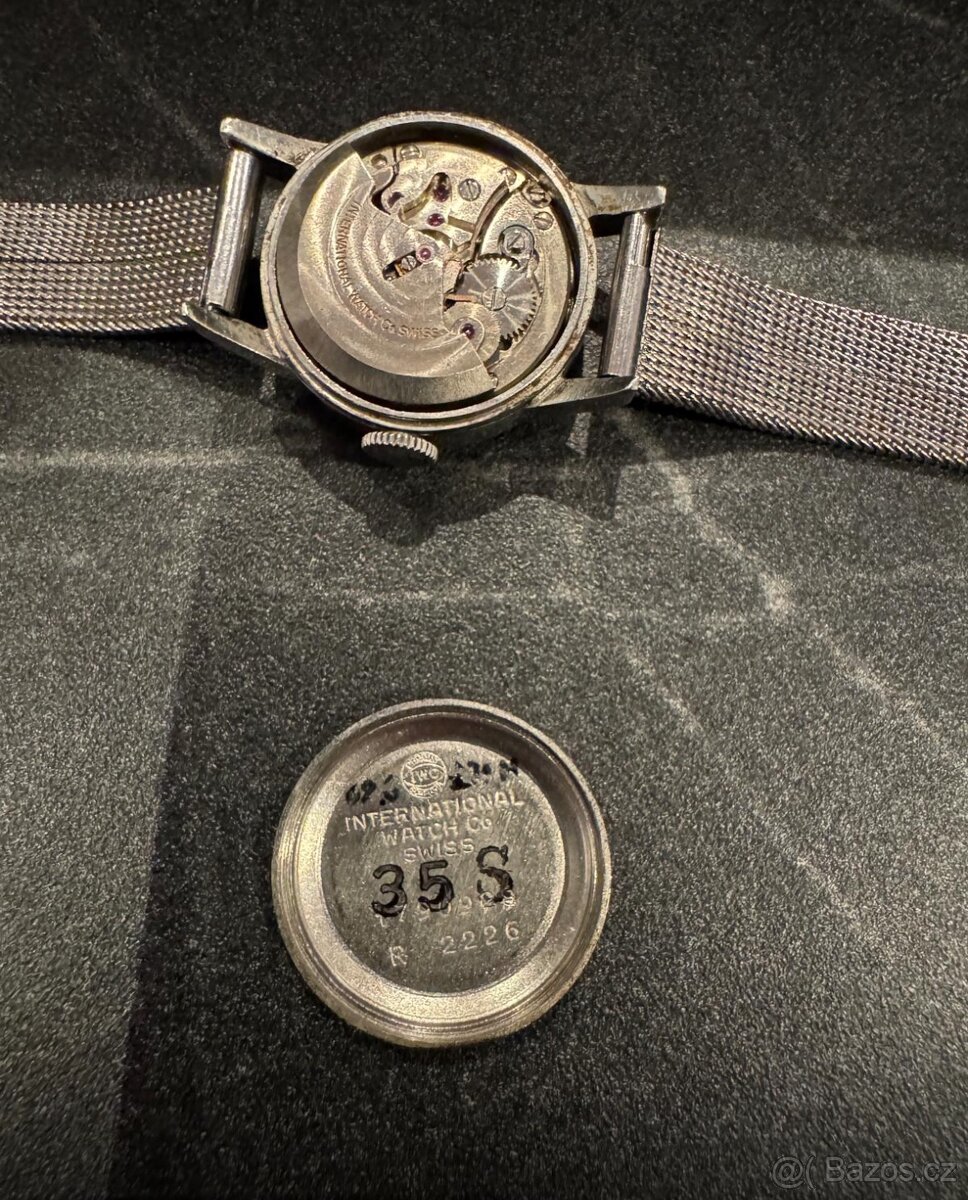 INTERNATIONAL WATCH Co SWISS
IWC
INTERNATIONAL
WATCH Co
SWISS
35 S
R 2226
@( Bazos.cz